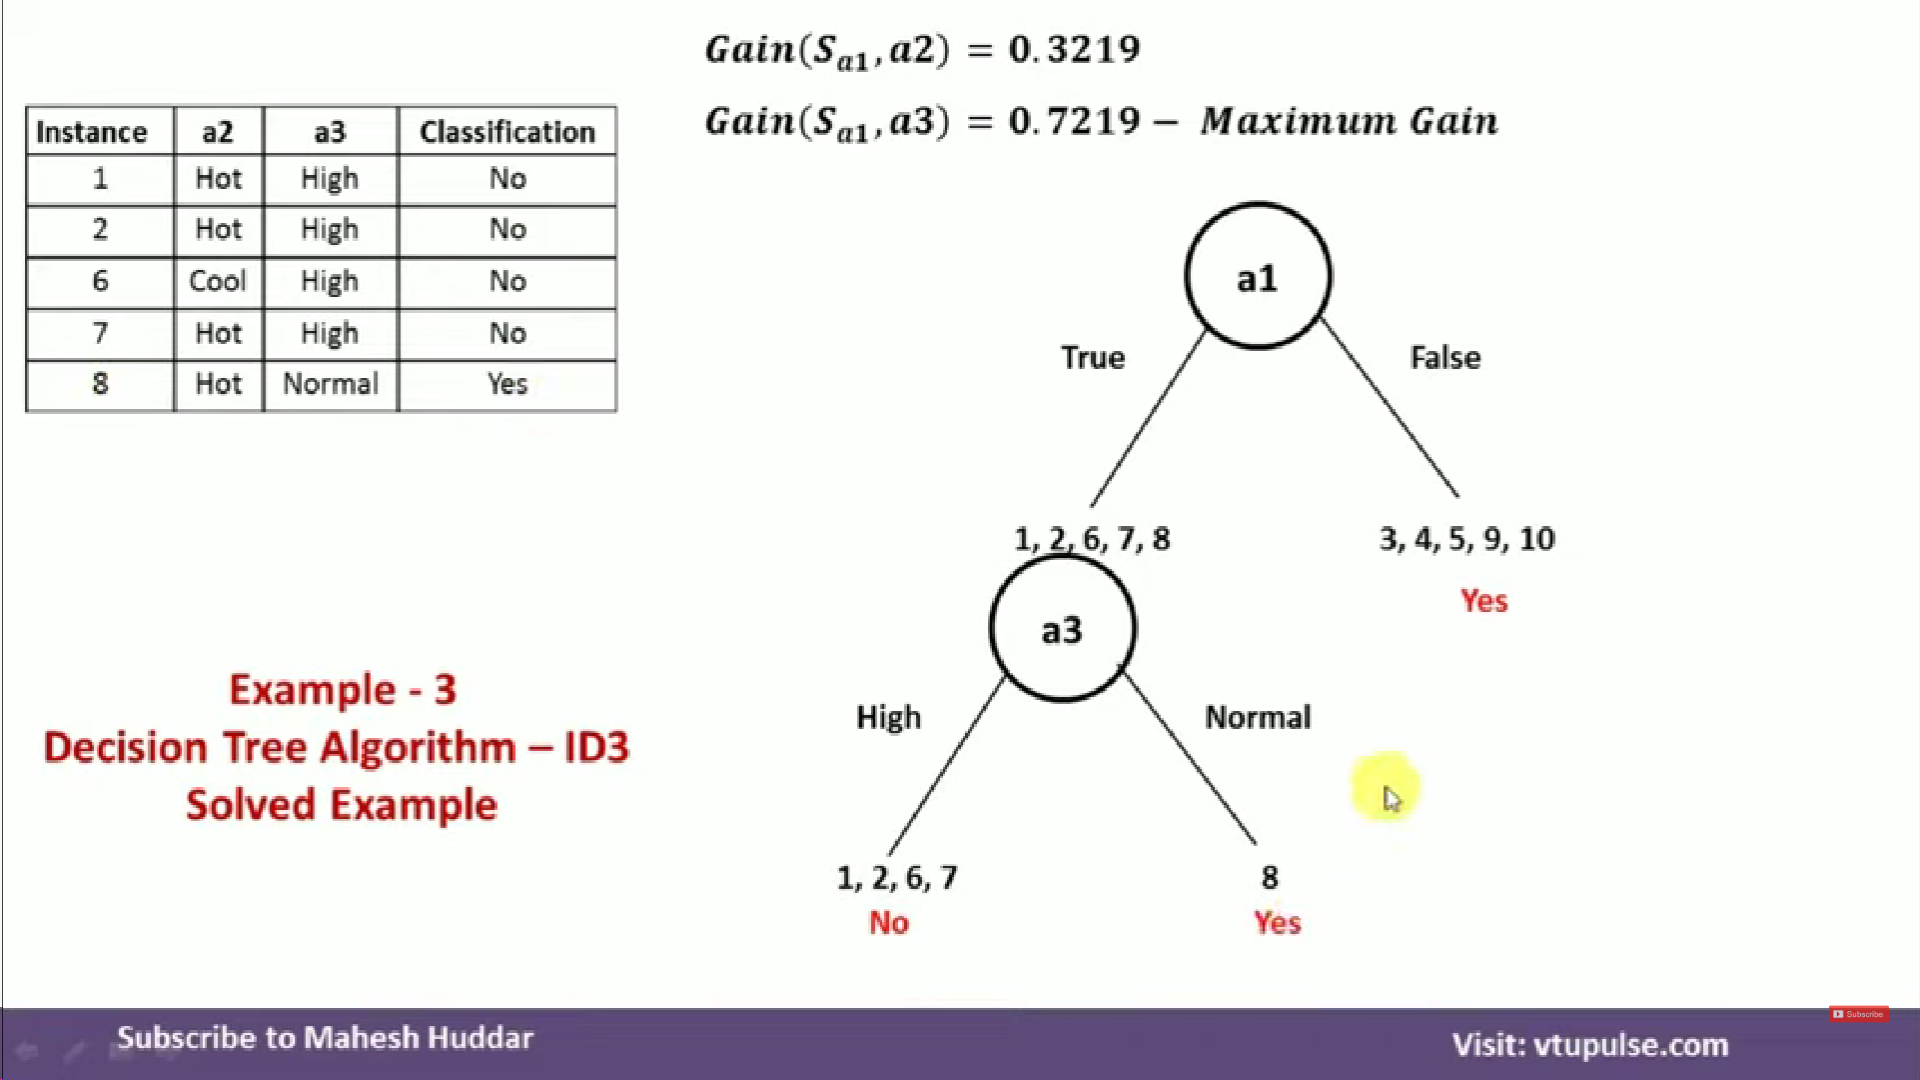 Gain(Sa1, a2) = 0.3219
Gain(Sa1, a3) = 0.7219 − Maximum Gain
Instance a2 a3 Classification
1 Hot High No
2 Hot High No
6 Cool High No
7 Hot High No
8 Hot Normal Yes
a1
True False
1, 2, 6, 7, 8 3, 4, 5, 9, 10
Yes
a3
High Normal
1, 2, 6, 7 8
No Yes
Example - 3
Decision Tree Algorithm – ID3
Solved Example
Subscribe
Subscribe to Mahesh Huddar
Visit: vtupulse.com